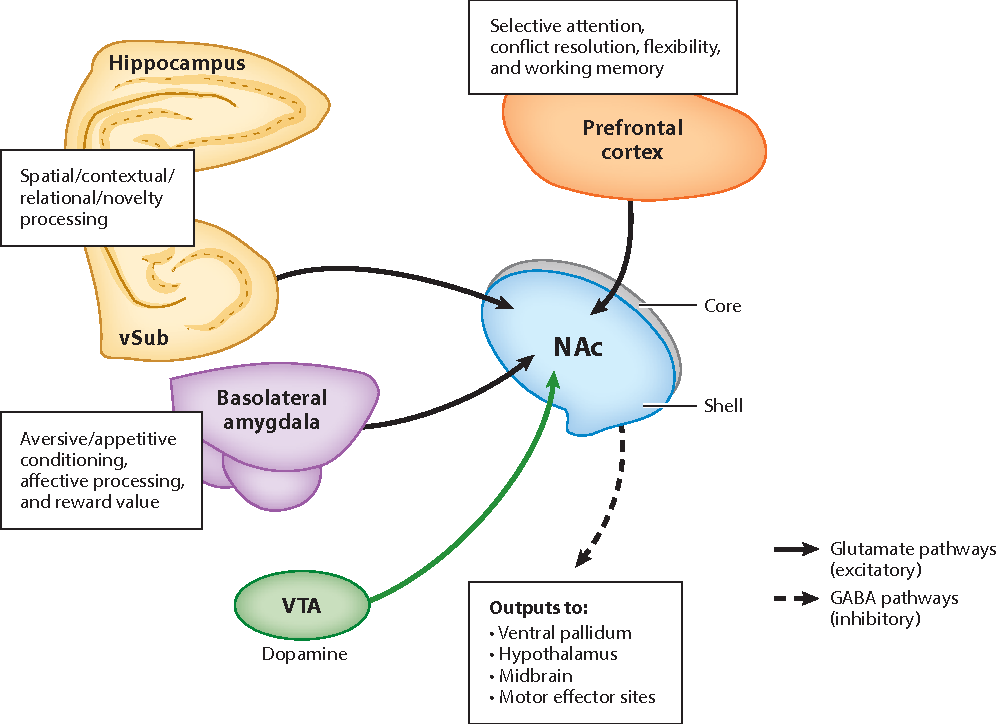 Selective attention,
conflict resolution, flexibility,
and working memory
Hippocampus
Prefrontal
cortex
Spatial/contextual/
relational/novelty
processing
vSub
Core
NAc
Shell
Basolateral
amygdala
Aversive/appetitive
conditioning,
affective processing,
and reward value
VTA
Dopamine
Outputs to:
• Ventral pallidum
• Hypothalamus
• Midbrain
• Motor effector sites
Glutamate pathways
(excitatory)
GABA pathways
(inhibitory)